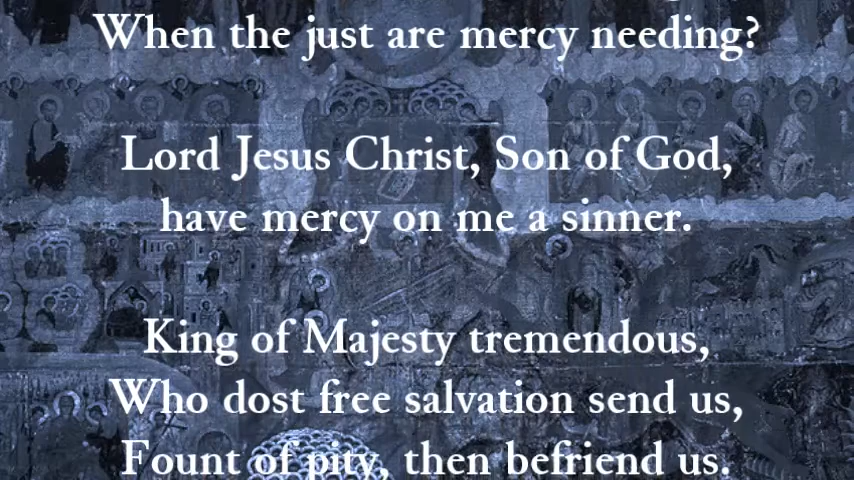 When the just are mercy needing?
Lord Jesus Christ, Son of God,
have mercy on me a sinner.
King of Majesty tremendous,
Who dost free salvation send us,
Fount of pity, then befriend us.